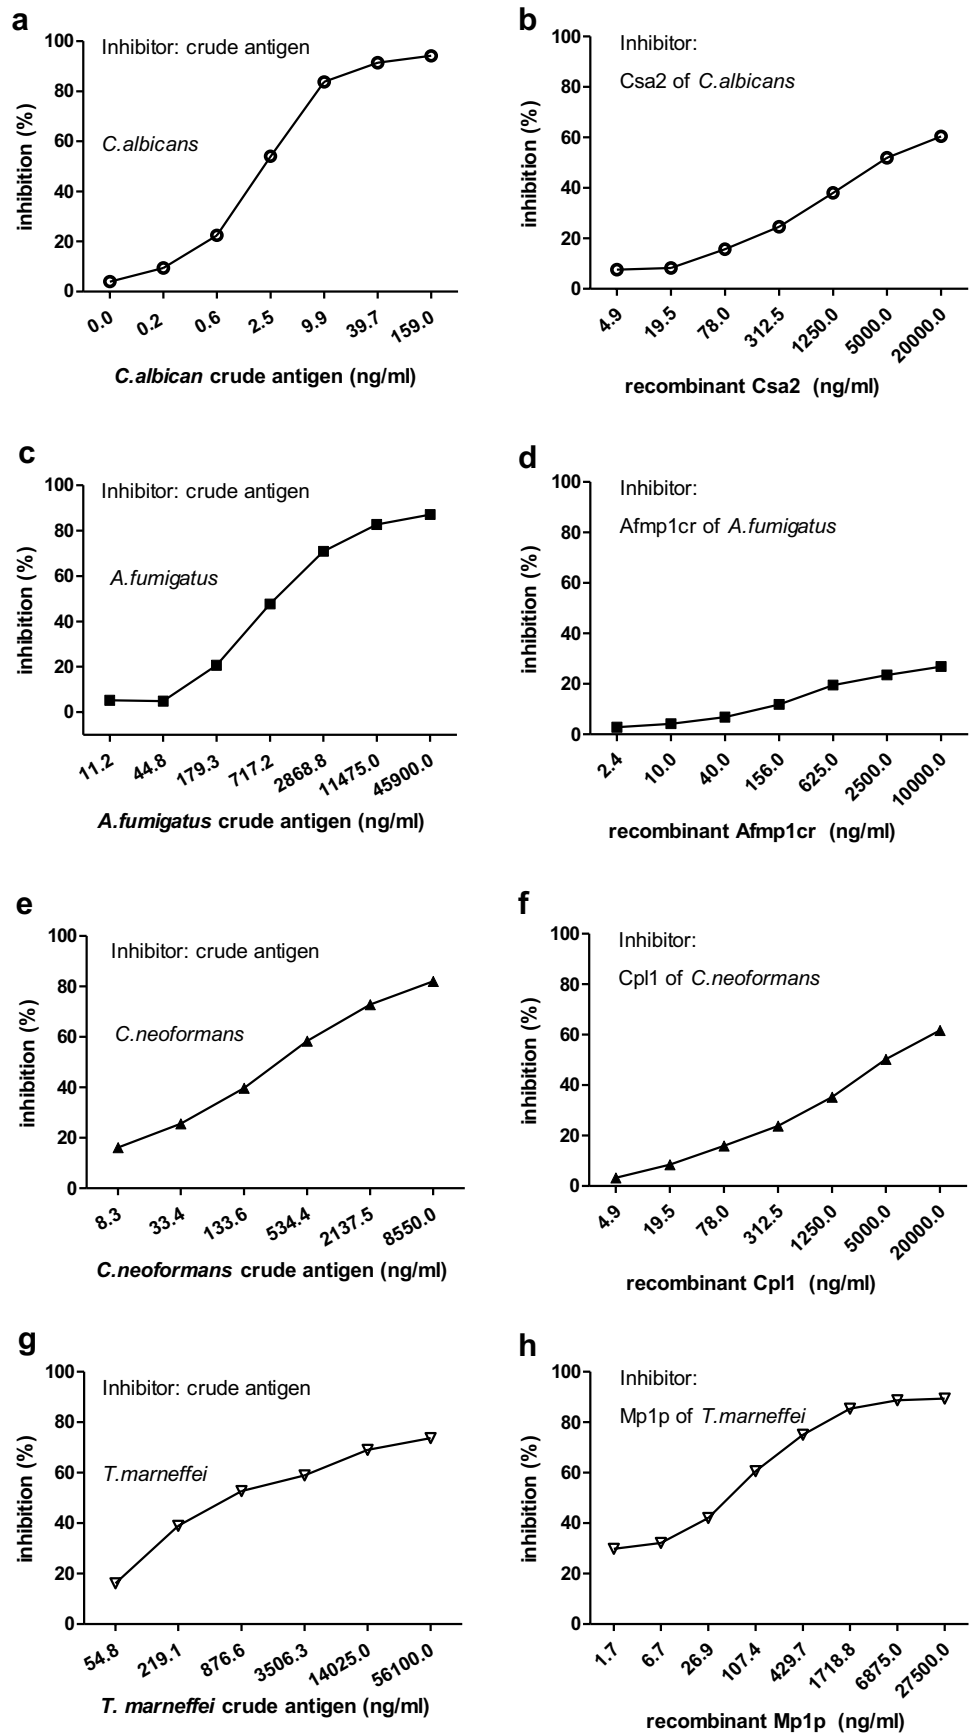 a
100
80
60
40
20
0
inhibition (%)
Inhibitor: crude antigen
C.albicans
0.0 0.2 0.6 2.5 9.9 39.7 159.0
C.albican crude antigen (ng/ml)
b
100
80
60
40
20
0
inhibition (%)
Inhibitor:
Csa2 of C.albicans
4.9 19.5 78.0 312.5 1250.0 5000.0 20000.0
recombinant Csa2 (ng/ml)
c
100
80
60
40
20
0
inhibition (%)
Inhibitor: crude antigen
A.fumigatus
11.2 44.8 179.3 717.2 2868.8 11475.0 45900.0
A.fumigatus crude antigen (ng/ml)
d
100
80
60
40
20
0
inhibition (%)
Inhibitor:
Afmp1cr of A.fumigatus
2.4 10.0 40.0 156.0 625.0 2500.0 10000.0
recombinant Afmp1cr (ng/ml)
e
100
80
60
40
20
0
inhibition (%)
Inhibitor: crude antigen
C.neoformans
8.3 33.4 133.6 534.4 2137.5 8550.0
C.neoformans crude antigen (ng/ml)
f
100
80
60
40
20
0
inhibition (%)
Inhibitor:
Cpl1 of C.neoformans
4.9 19.5 78.0 312.5 1250.0 5000.0 20000.0
recombinant Cpl1 (ng/ml)
g
100
80
60
40
20
0
inhibition (%)
Inhibitor: crude antigen
T.marneffei
54.8 219.1 876.6 3506.3 14025.0 56100.0
T. marneffei crude antigen (ng/ml)
h
100
80
60
40
20
0
inhibition (%)
Inhibitor:
Mp1p of T.marneffei
1.7 6.7 26.9 107.4 429.7 1718.8 6875.0 27500.0
recombinant Mp1p (ng/ml)